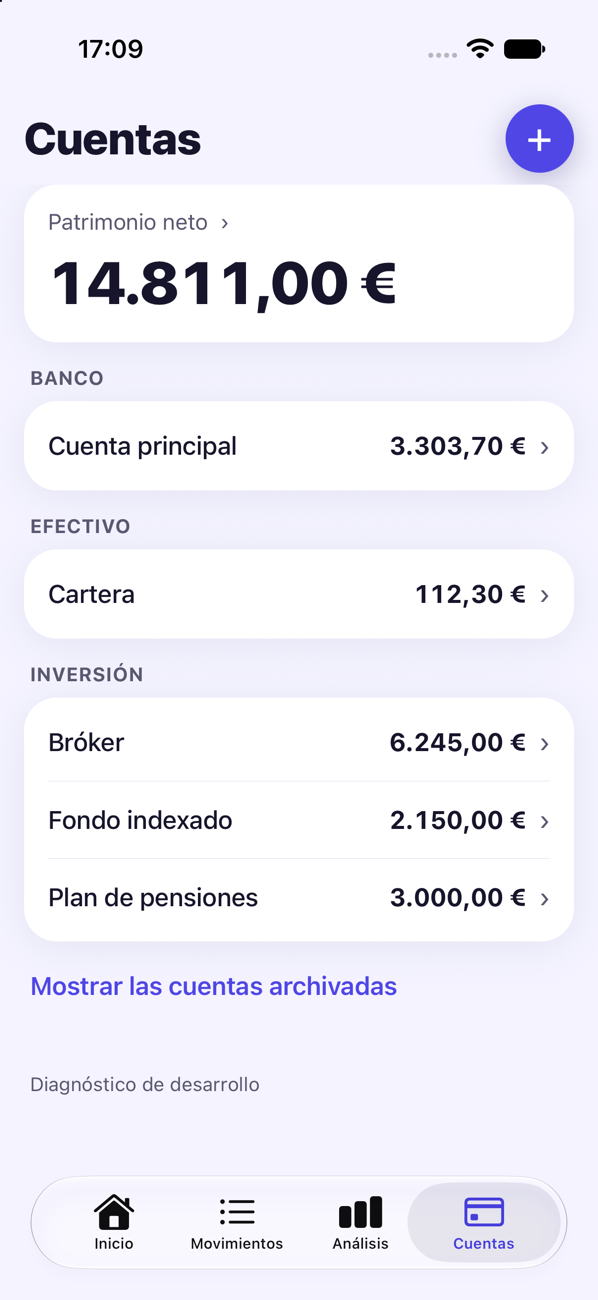 17:09
Cuentas
+
Patrimonio neto ›
14.811,00 €
BANCO
Cuenta principal 3.303,70 € ›
EFECTIVO
Cartera 112,30 € ›
INVERSIÓN
Bróker 6.245,00 € ›
Fondo indexado 2.150,00 € ›
Plan de pensiones 3.000,00 € ›
Mostrar las cuentas archivadas
Diagnóstico de desarrollo
Inicio Movimientos Análisis Cuentas